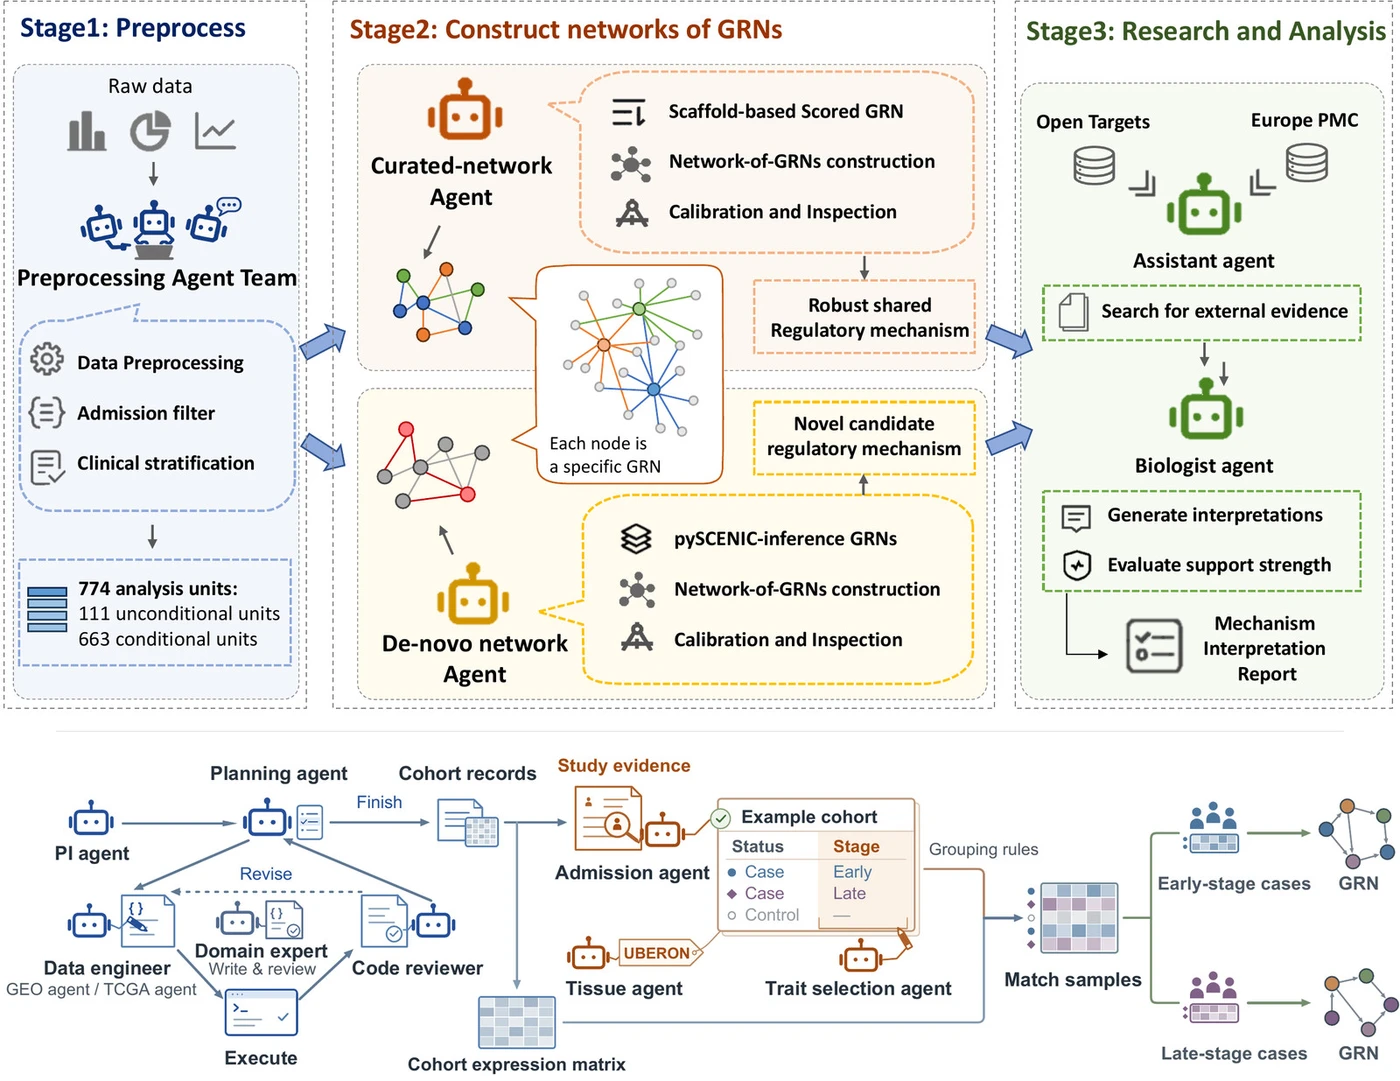 Stage1: Preprocess
Raw data
Preprocessing Agent Team
Data Preprocessing
Admission filter
Clinical stratification
774 analysis units:
111 unconditional units
663 conditional units
Stage2: Construct networks of GRNs
Curated-network
Agent
Scaffold-based Scored GRN
Network-of-GRNs construction
Calibration and Inspection
Robust shared
Regulatory mechanism
Each node is
a specific GRN
Novel candidate
regulatory mechanism
De-novo network
Agent
pySCENIC-inference GRNs
Network-of-GRNs construction
Calibration and Inspection
Stage3: Research and Analysis
Open Targets
Europe PMC
Assistant agent
Search for external evidence
Biologist agent
Generate interpretations
Evaluate support strength
Mechanism
Interpretation
Report
PI agent
Planning agent
Finish
Cohort records
Revise
Data engineer
GEO agent / TCGA agent
Domain expert
Write & review
Code reviewer
Execute
Study evidence
Admission agent
Example cohort
Status Stage
Case Early
Case Late
Control —
UBERON
Tissue agent
Trait selection agent
Cohort expression matrix
Grouping rules
Match samples
Early-stage cases
GRN
Late-stage cases
GRN